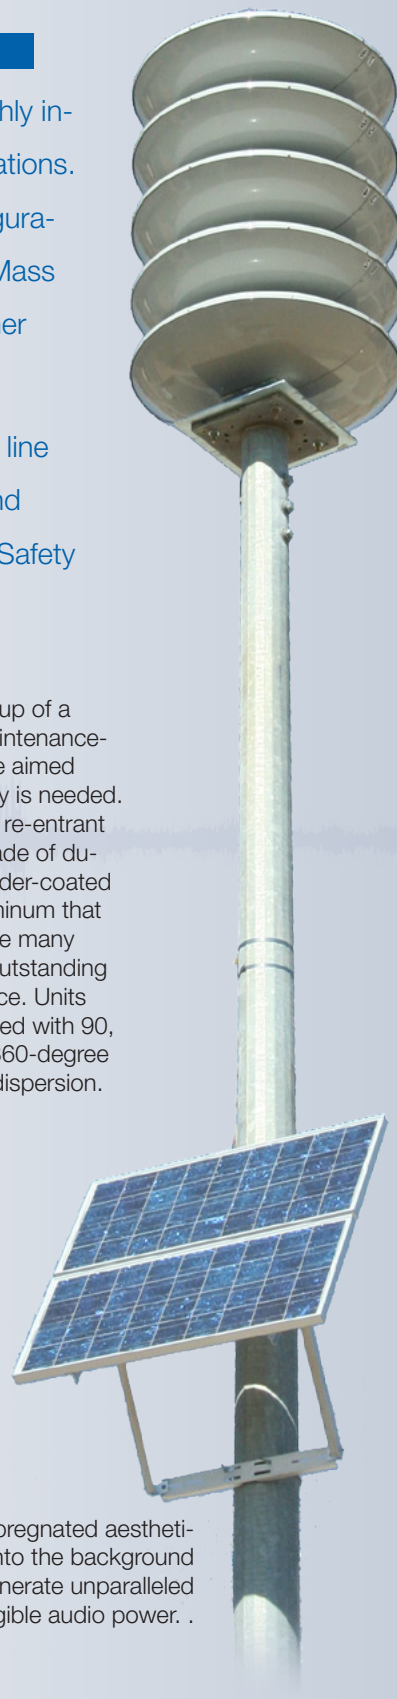 hly in-
ations.
gura-
Mass
er
line
nd
Safety
up of a
intenance-
e aimed
y is needed.
re-entrant
ade of du-
der-coated
minum that
e many
utstanding
ce. Units
ed with 90,
360-degree
dispersion.
pregnated aestheti-
nto the background
nerate unparalleled
gible audio power. .